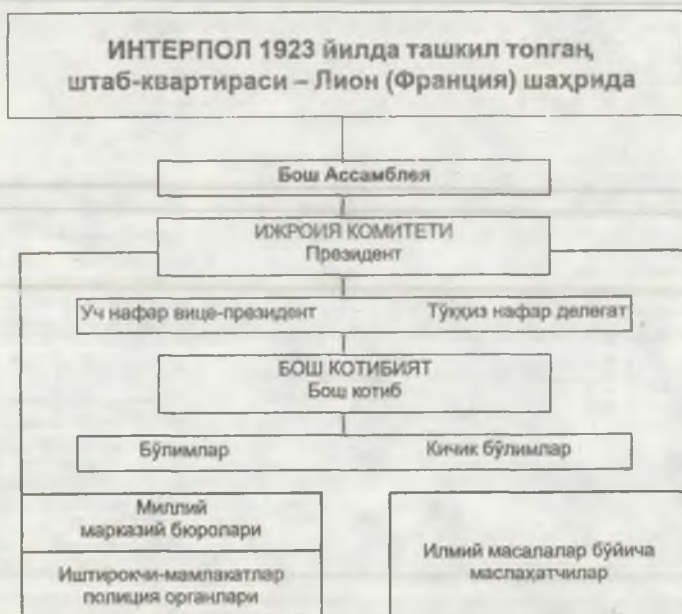 ИНТЕРПОЛ 1923 йилда ташкил топган,
штаб-квартираси – Лион (Франция) шаҳрида
Бош Ассамблея
ИЖРОИЯ КОМИТЕТИ
Президент
Уч нафар вице-президент
Тўққиз нафар делегат
БОШ КОТИБИЯТ
Бош котиб
Бўлимлар
Кичик бўлимлар
Миллий
марказий бюролари
Иштирокчи-мамлакатлар
полиция органлари
Илмий масалалар бўйича
маслаҳатчилар